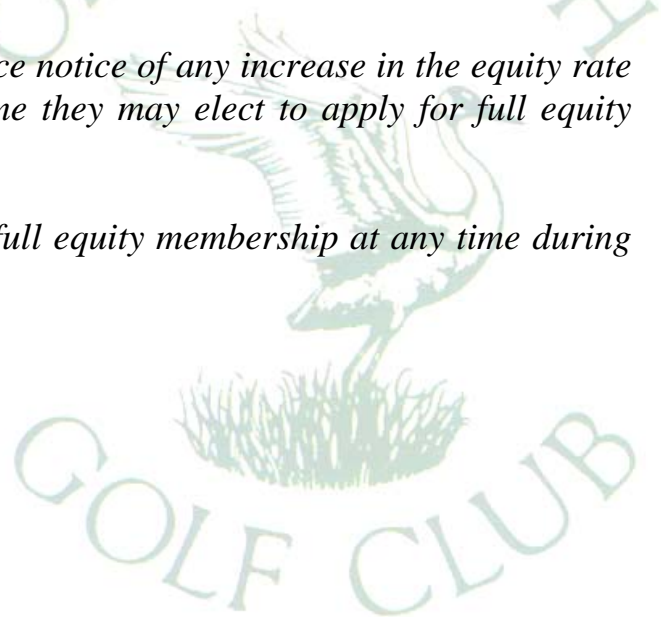 ce notice of any increase in the equity rate
ne they may elect to apply for full equity
full equity membership at any time during
GOLF CLUB